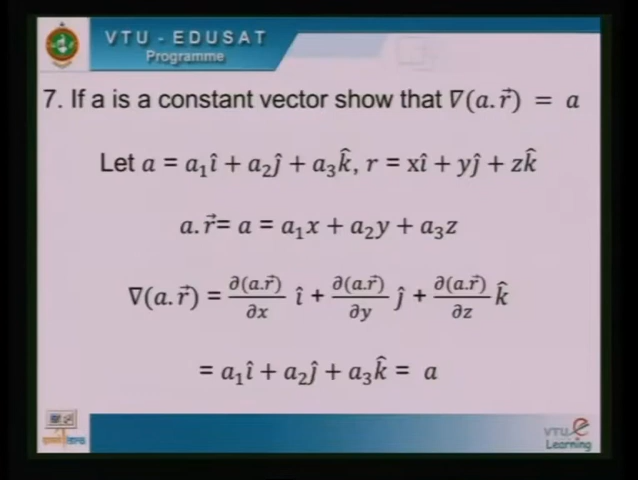 VTU - EDUSAT
Programme
7. If a is a constant vector show that ∇(a.r⃗) = a
Let a = a₁î + a₂ĵ + a₃k̂, r = xî + yĵ + zk̂
a.r⃗= a = a₁x + a₂y + a₃z
∇(a.r⃗) = ∂(a.r⃗)/∂x î + ∂(a.r⃗)/∂y ĵ + ∂(a.r⃗)/∂z k̂
= a₁î + a₂ĵ + a₃k̂ = a
VTU e
Learning